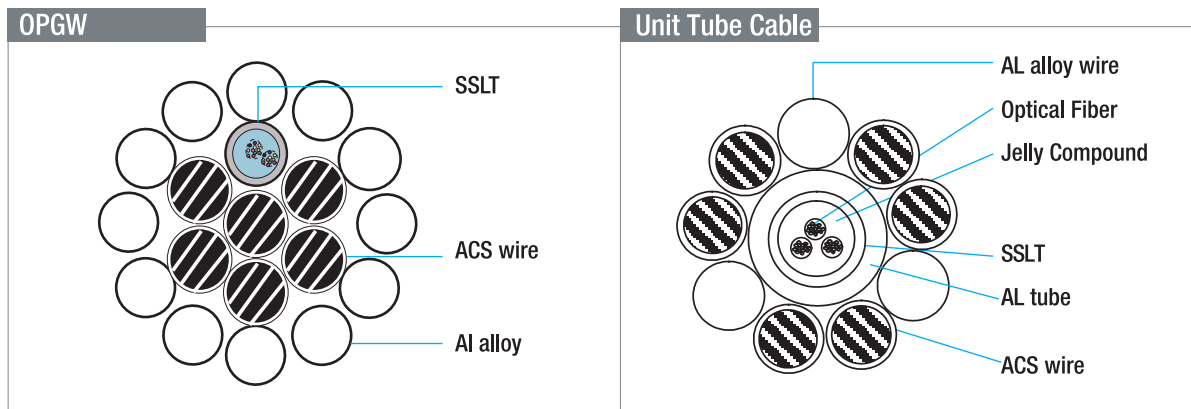 OPGW
SSLT
ACS wire
Al alloy
Unit Tube Cable
AL alloy wire
Optical Fiber
Jelly Compound
SSLT
AL tube
ACS wire